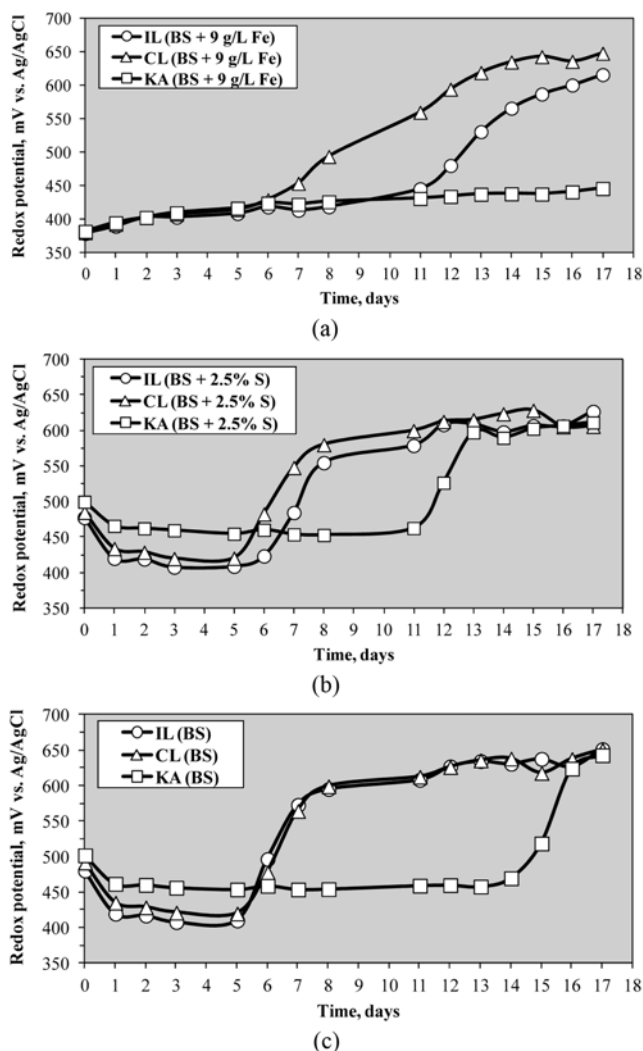 700
650
600
550
500
450
400
350
Redox potential, mV vs. Ag/AgCl
IL (BS + 9 g/L Fe)
CL (BS + 9 g/L Fe)
KA (BS + 9 g/L Fe)
0 1 2 3 4 5 6 7 8 9 10 11 12 13 14 15 16 17 18
Time, days
(a)
700
650
600
550
500
450
400
350
Redox potential, mV vs. Ag/AgCl
IL (BS + 2.5% S)
CL (BS + 2.5% S)
KA (BS + 2.5% S)
0 1 2 3 4 5 6 7 8 9 10 11 12 13 14 15 16 17 18
Time, days
(b)
700
650
600
550
500
450
400
350
Redox potential, mV vs. Ag/AgCl
IL (BS)
CL (BS)
KA (BS)
0 1 2 3 4 5 6 7 8 9 10 11 12 13 14 15 16 17 18
Time, days
(c)